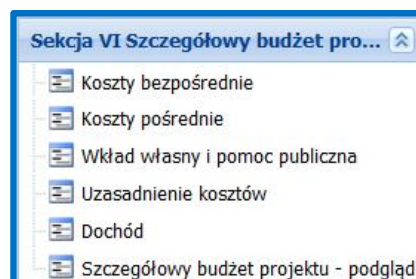 Sekcja VI Szczegółowy budżet pro...
Koszty bezpośrednie
Koszty pośrednie
Wkład własny i pomoc publiczna
Uzasadnienie kosztów
Dochód
Szczegółowy budżet projektu - podgląd